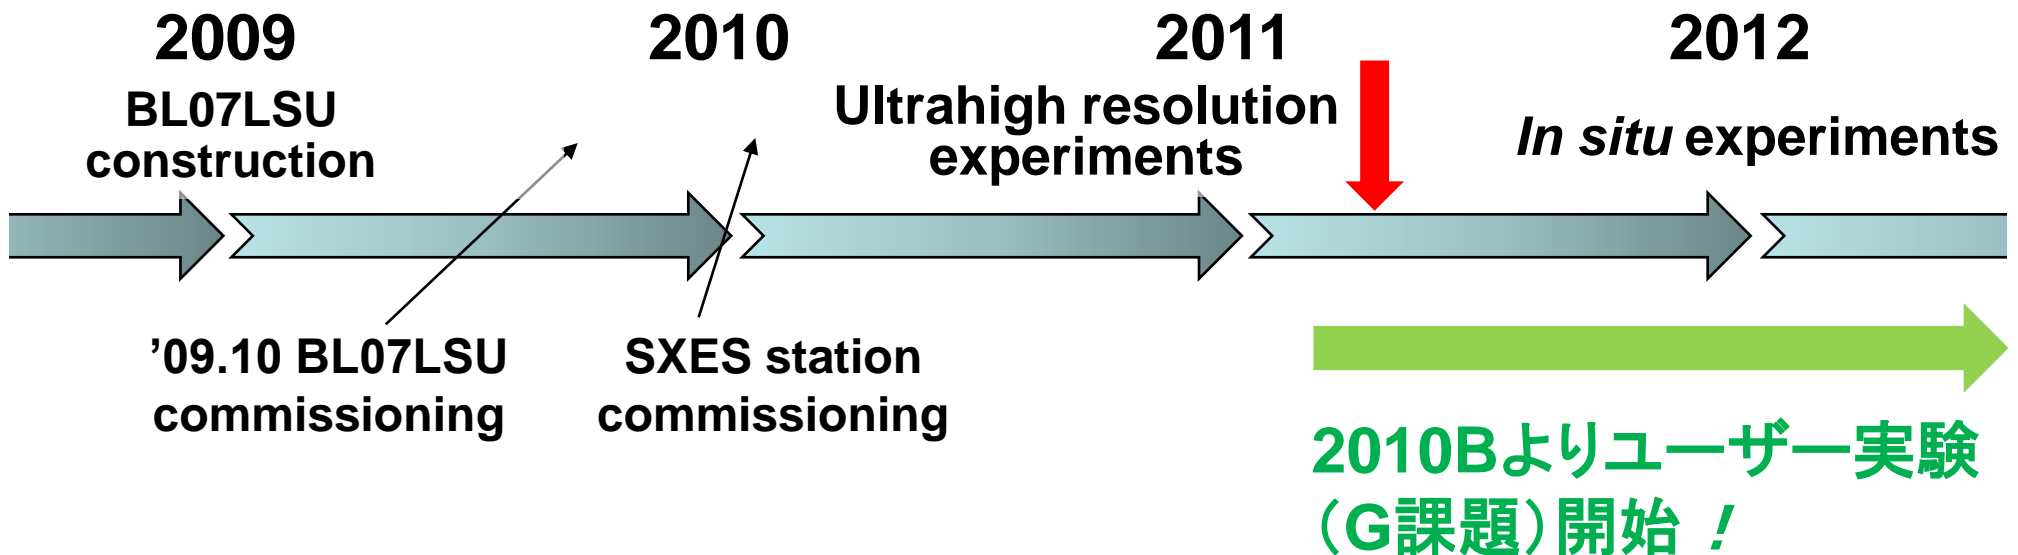 2009 2010 2011 2012
BL07LSU
construction
Ultrahigh resolution
experiments
In situ experiments
’09.10 BL07LSU
commissioning
SXES station
commissioning
2010Bよりユーザー実験
（G課題）開始！